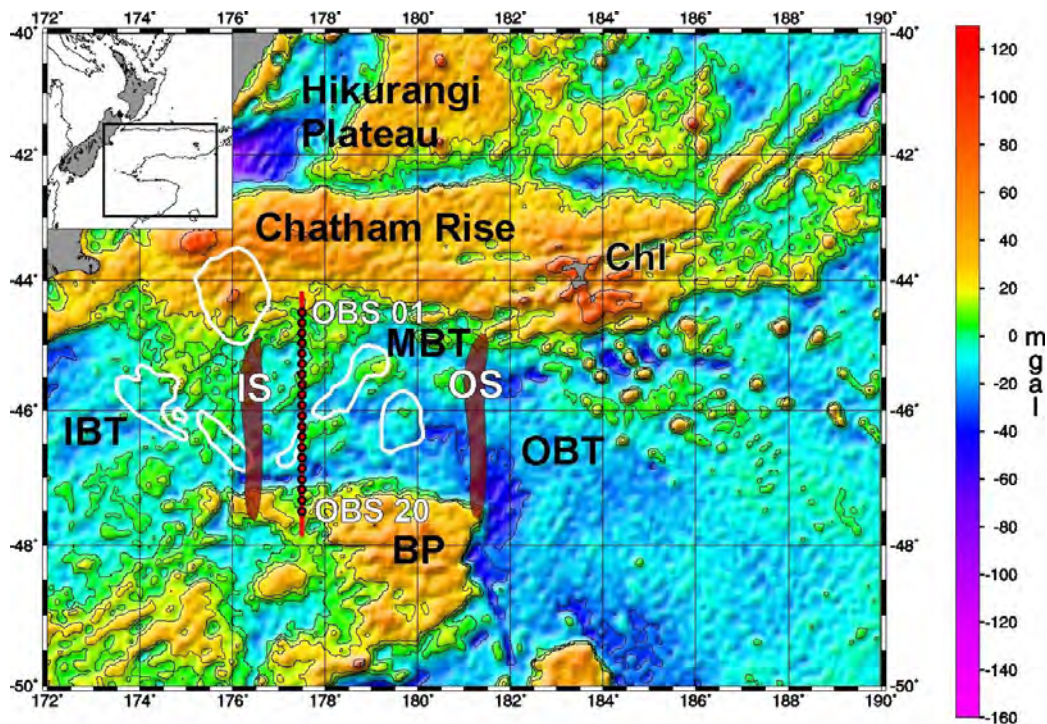 172˚ 174˚ 176˚ 178˚ 180˚ 182˚ 184˚ 186˚ 188˚ 190˚
-40˚ -40˚
-42˚ -42˚
-44˚ -44˚
-46˚ -46˚
-48˚ -48˚
-50˚ -50˚
172˚ 174˚ 176˚ 178˚ 180˚ 182˚ 184˚ 186˚ 188˚ 190˚
Hikurangi
Plateau
Chatham Rise
ChI
OBS 01
MBT
IS
OS
IBT
OBT
OBS 20
BP
120
100
80
60
40
20
0
-20
-40
-60
-80
-100
-120
-140
-160
mgal